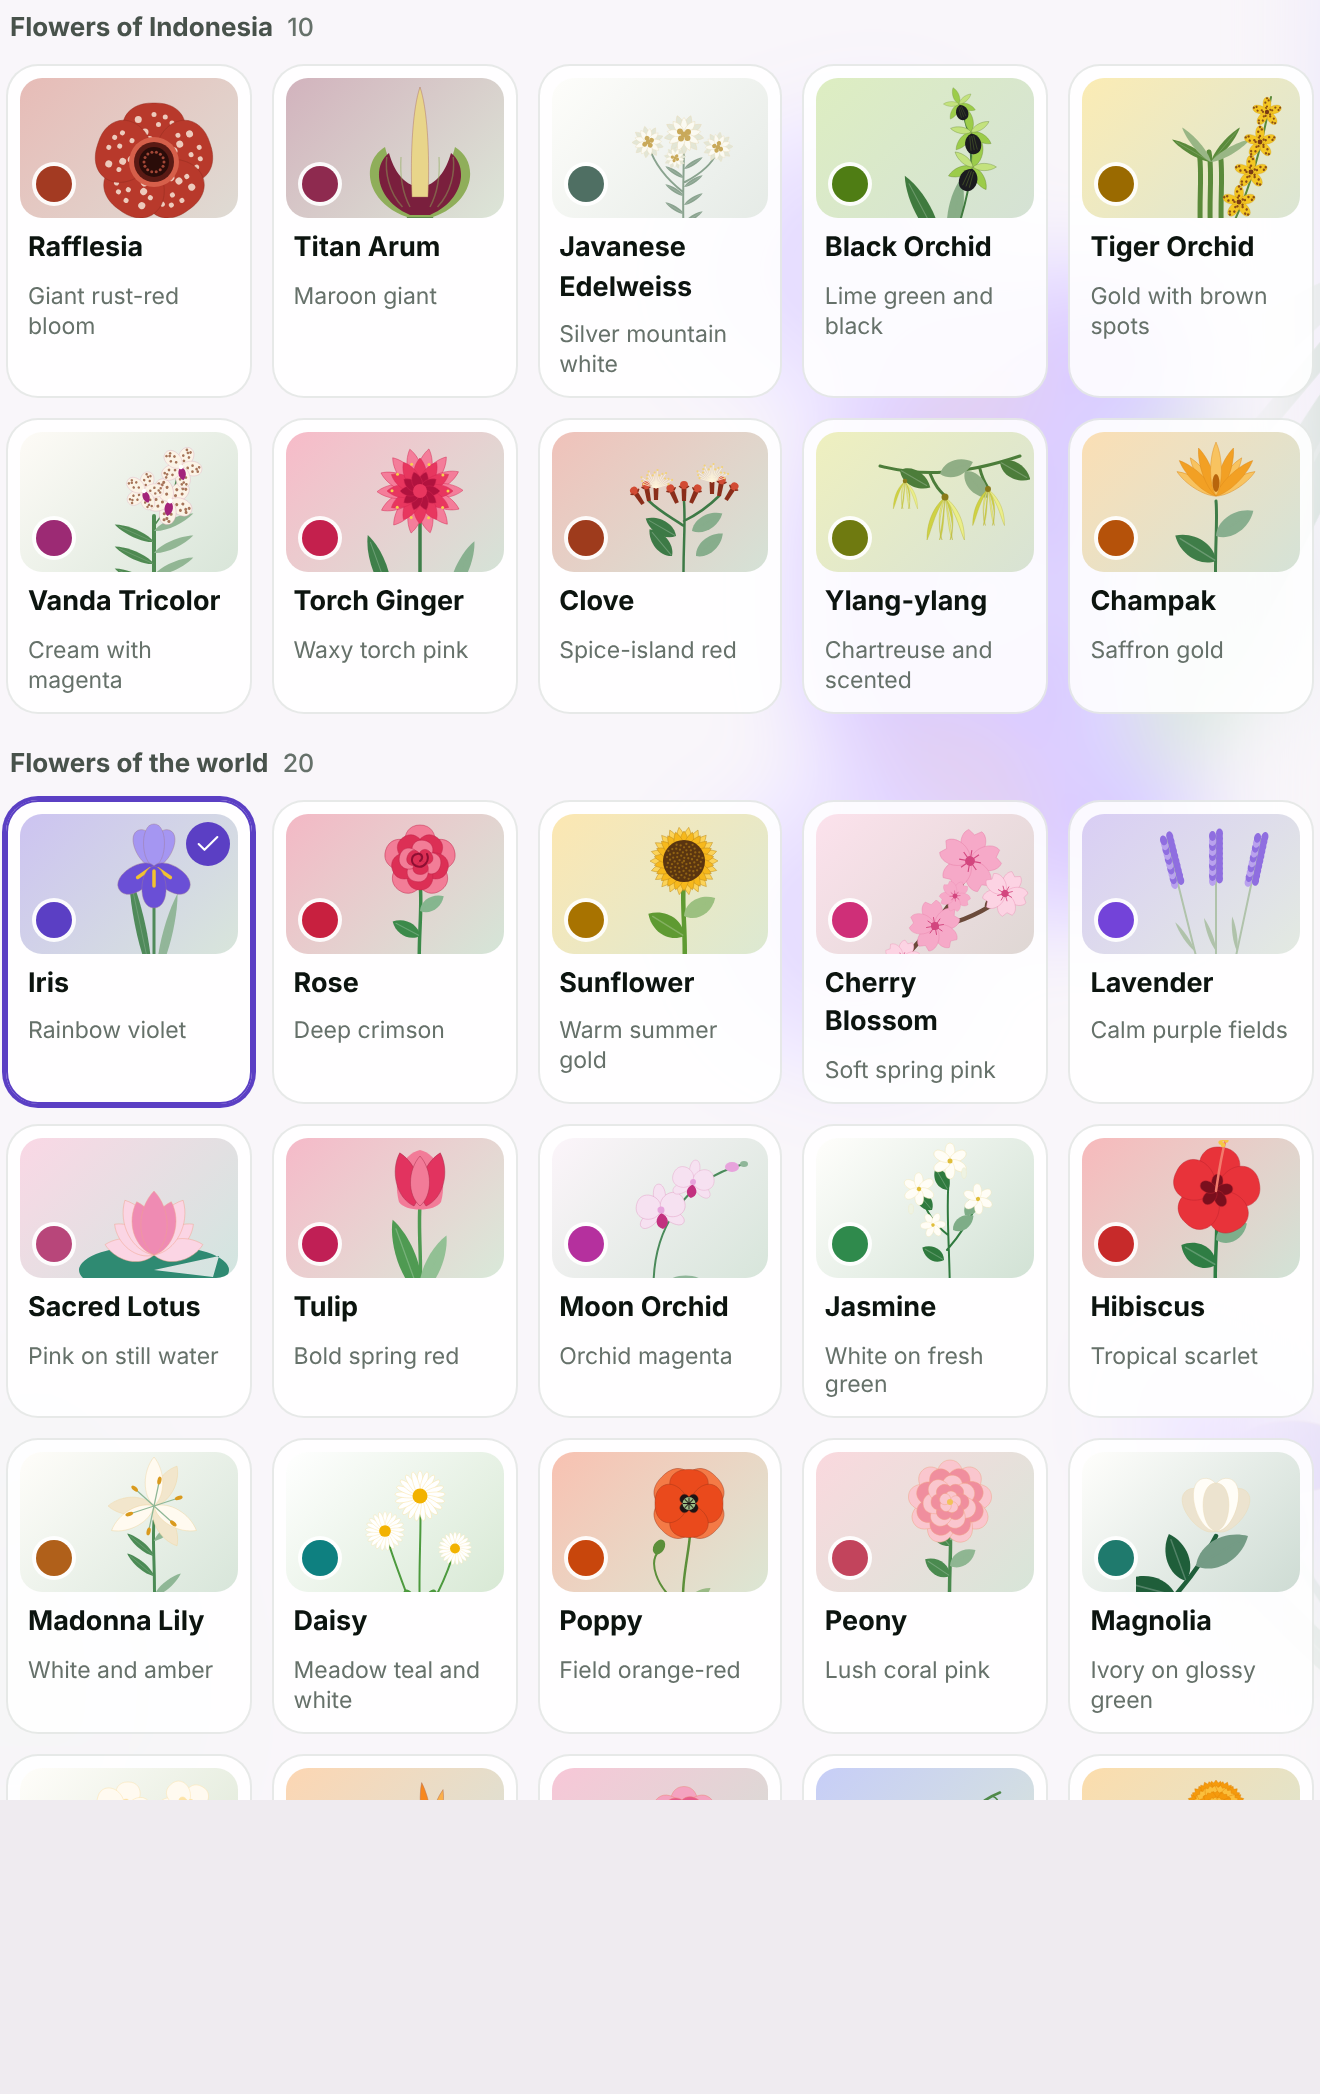 Flowers of Indonesia 10
Rafflesia
Giant rust-red
bloom
Titan Arum
Maroon giant
Javanese
Edelweiss
Silver mountain
white
Black Orchid
Lime green and
black
Tiger Orchid
Gold with brown
spots
Vanda Tricolor
Cream with
magenta
Torch Ginger
Waxy torch pink
Clove
Spice-island red
Ylang-ylang
Chartreuse and
scented
Champak
Saffron gold
Flowers of the world 20
Iris
Rainbow violet
Rose
Deep crimson
Sunflower
Warm summer
gold
Cherry
Blossom
Soft spring pink
Lavender
Calm purple fields
Sacred Lotus
Pink on still water
Tulip
Bold spring red
Moon Orchid
Orchid magenta
Jasmine
White on fresh
green
Hibiscus
Tropical scarlet
Madonna Lily
White and amber
Daisy
Meadow teal and
white
Poppy
Field orange-red
Peony
Lush coral pink
Magnolia
Ivory on glossy
green